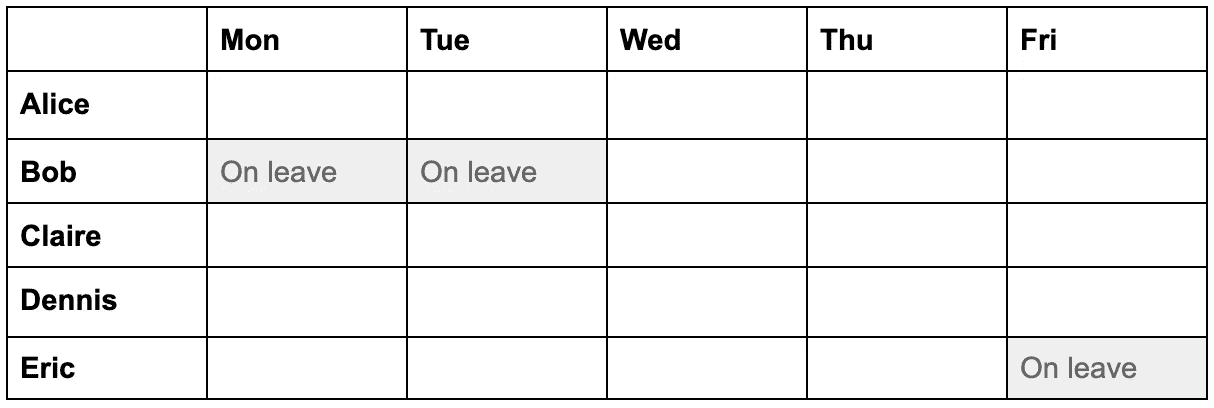 Mon Tue Wed Thu Fri
Alice
Bob On leave On leave
Claire
Dennis
Eric On leave